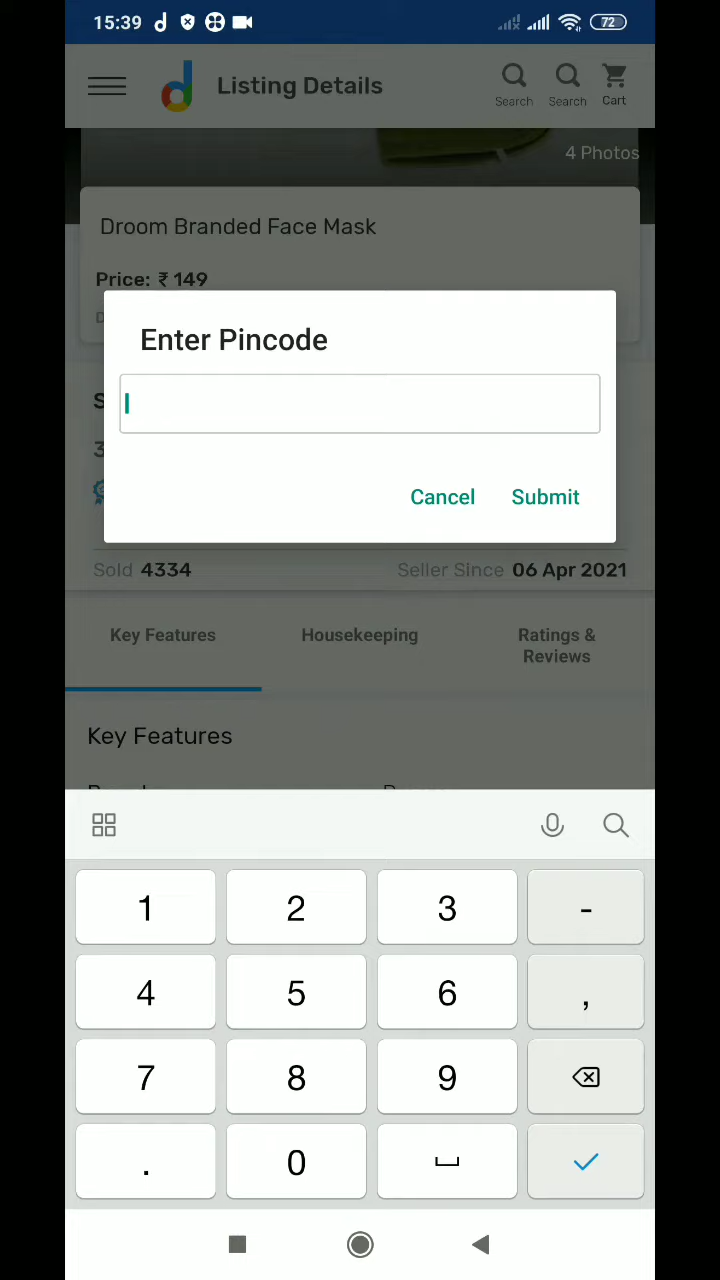 15:39
72
Listing Details
Search
Search
Cart
4 Photos
Droom Branded Face Mask
Price: ₹ 149
Enter Pincode
Cancel
Submit
Sold 4334
Seller Since 06 Apr 2021
Key Features
Housekeeping
Ratings &
Reviews
Key Features
1
2
3
-
4
5
6
,
7
8
9
.
0